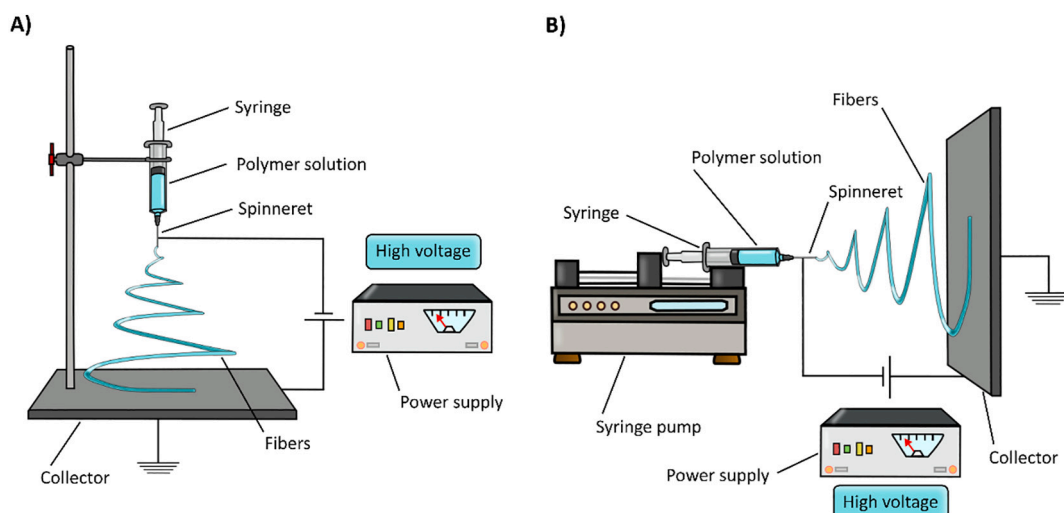 A)
Syringe
Polymer solution
Spinneret
High voltage
Power supply
Fibers
Collector
B)
Fibers
Polymer solution
Spinneret
Syringe
Syringe pump
Collector
Power supply
High voltage